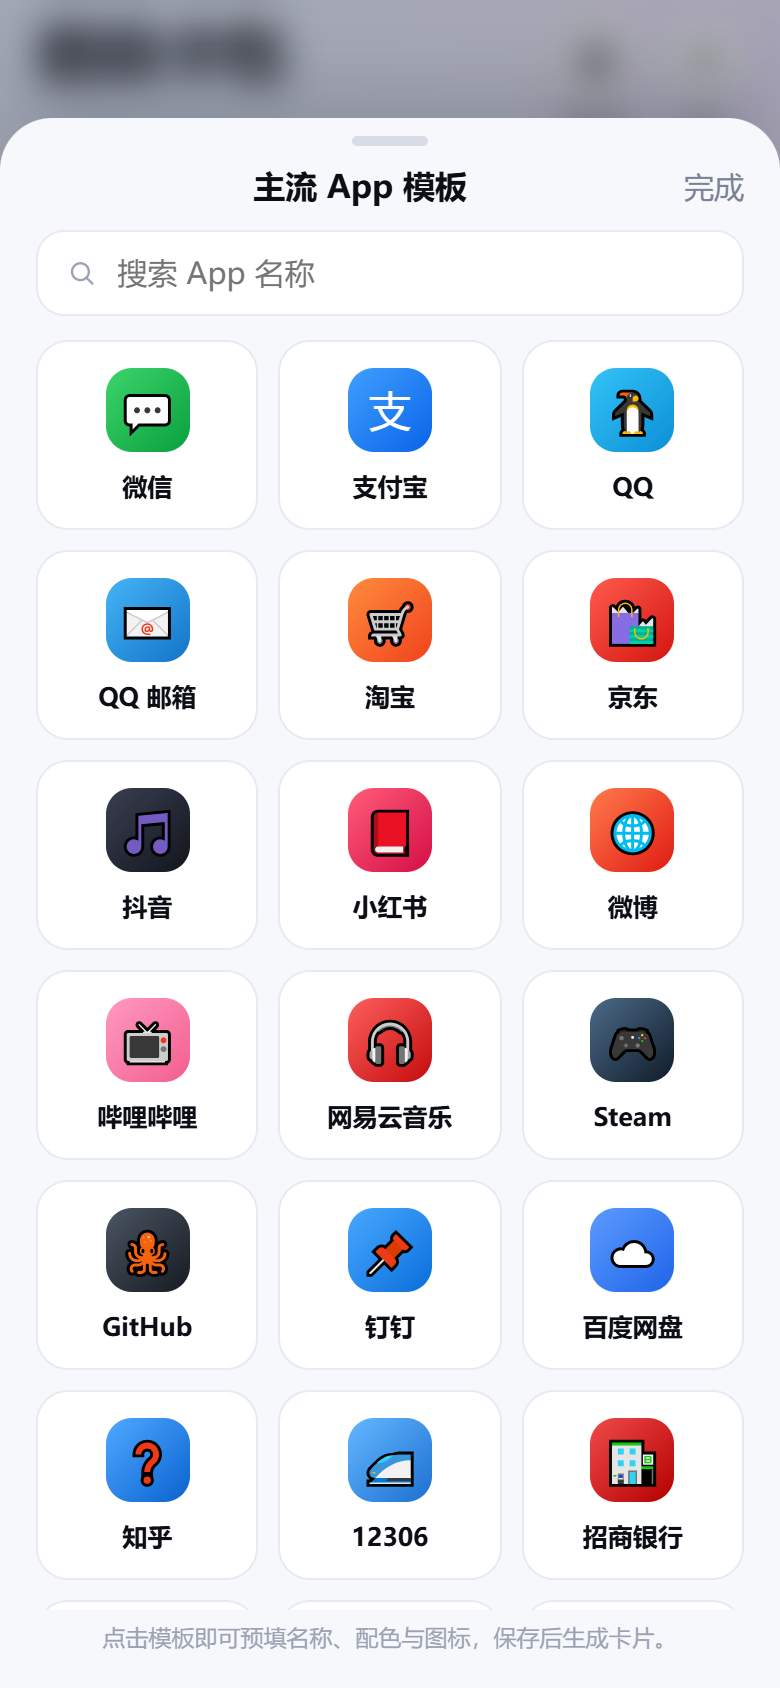 主流 App 模板
完成
搜索 App 名称
支
微信
支付宝
QQ
@
QQ 邮箱
淘宝
京东
抖音
小红书
微博
哔哩哔哩
网易云音乐
Steam
GitHub
钉钉
百度网盘
知乎
12306
B
招商银行
点击模板即可预填名称、配色与图标，保存后生成卡片。